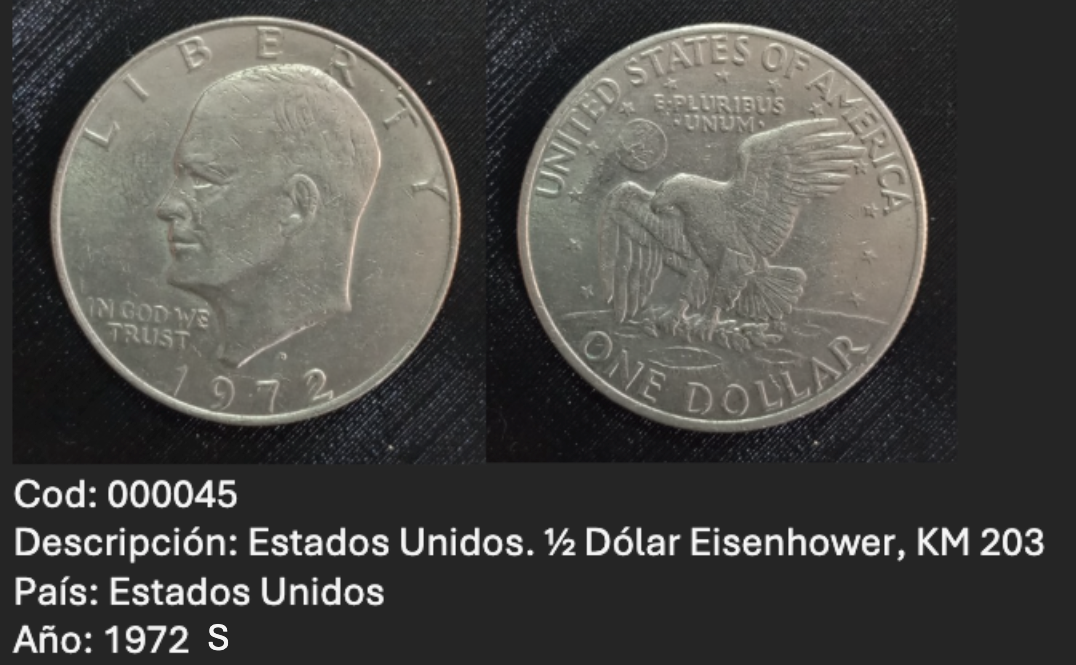 LIBERTY
IN GOD WE
TRUST
1972
UNITED STATES OF AMERICA
E·PLURIBUS
·UNUM·
ONE DOLLAR
Cod: 000045
Descripción: Estados Unidos. ½ Dólar Eisenhower, KM 203
País: Estados Unidos
Año: 1972 S